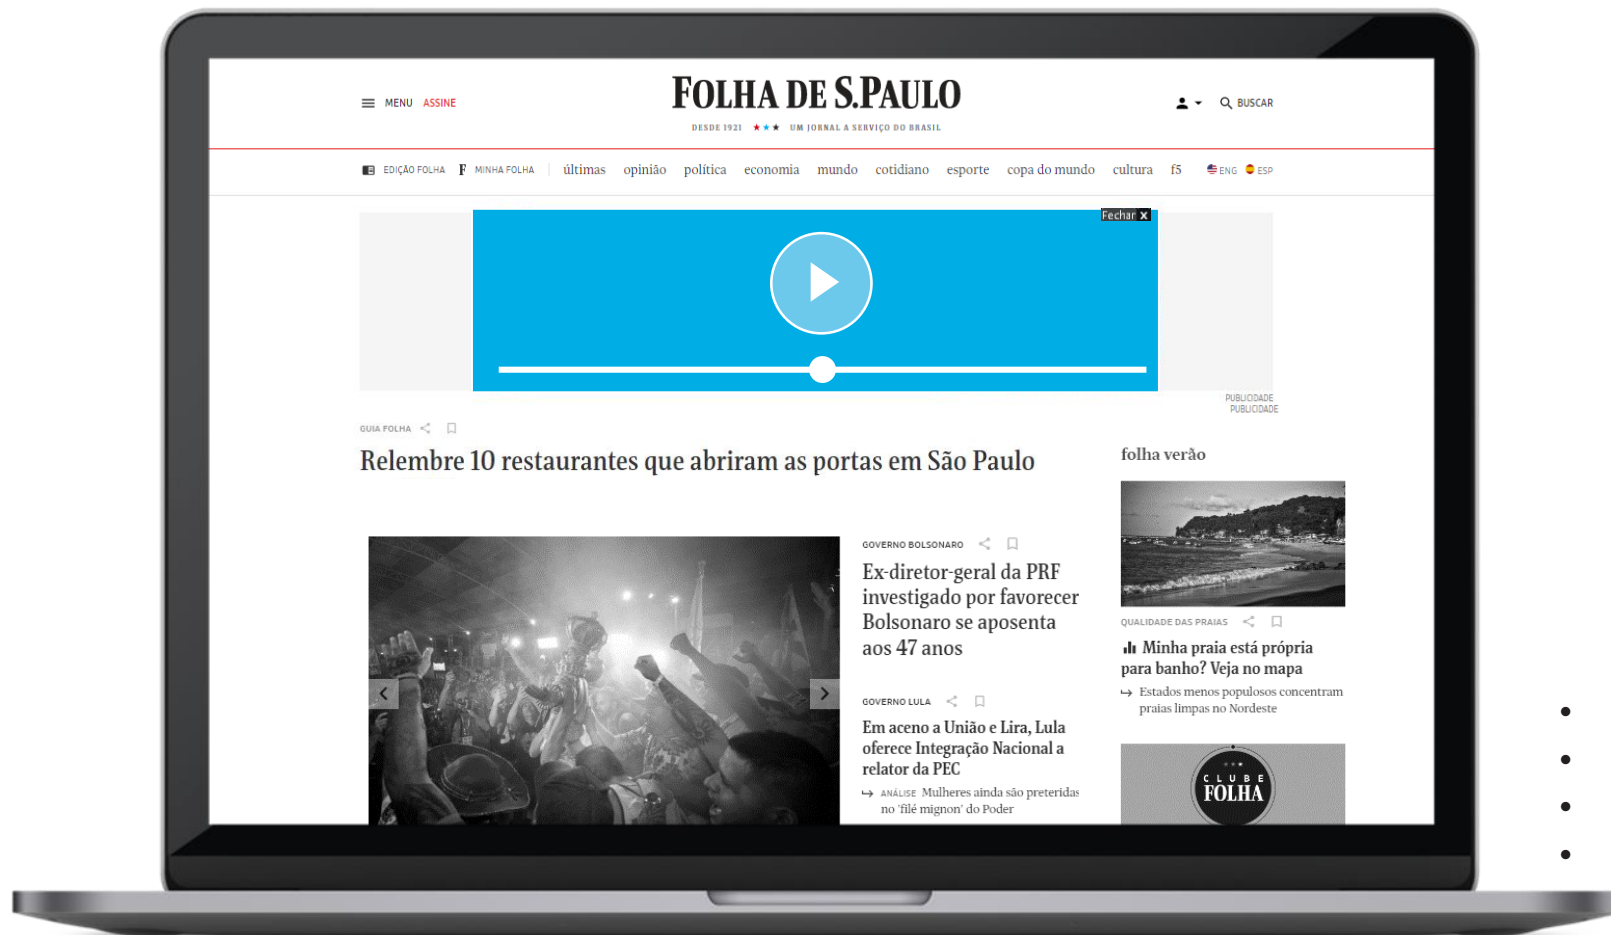 MENU ASSINE
FOLHA DE S.PAULO
BUSCAR
DESDE 1921 ★★★ UM JORNAL A SERVIÇO DO BRASIL
EDIÇÃO FOLHA F MINHA FOLHA últimas opinião política economia mundo cotidiano esporte copa do mundo cultura f5 ENG ESP
Fechar X
PUBLICIDADE
PUBLICIDADE
GUIA FOLHA
Relembre 10 restaurantes que abriram as portas em São Paulo
GOVERNO BOLSONARO
Ex-diretor-geral da PRF
investigado por favorecer
Bolsonaro se aposenta
aos 47 anos
GOVERNO LULA
Em aceno a União e Lira, Lula
oferece Integração Nacional a
relator da PEC
ANÁLISE Mulheres ainda são preteridas
no 'filé mignon' do Poder
folha verão
QUALIDADE DAS PRAIAS
Minha praia está própria
para banho? Veja no mapa
Estados menos populosos concentram
praias limpas no Nordeste
CLUBE
FOLHA